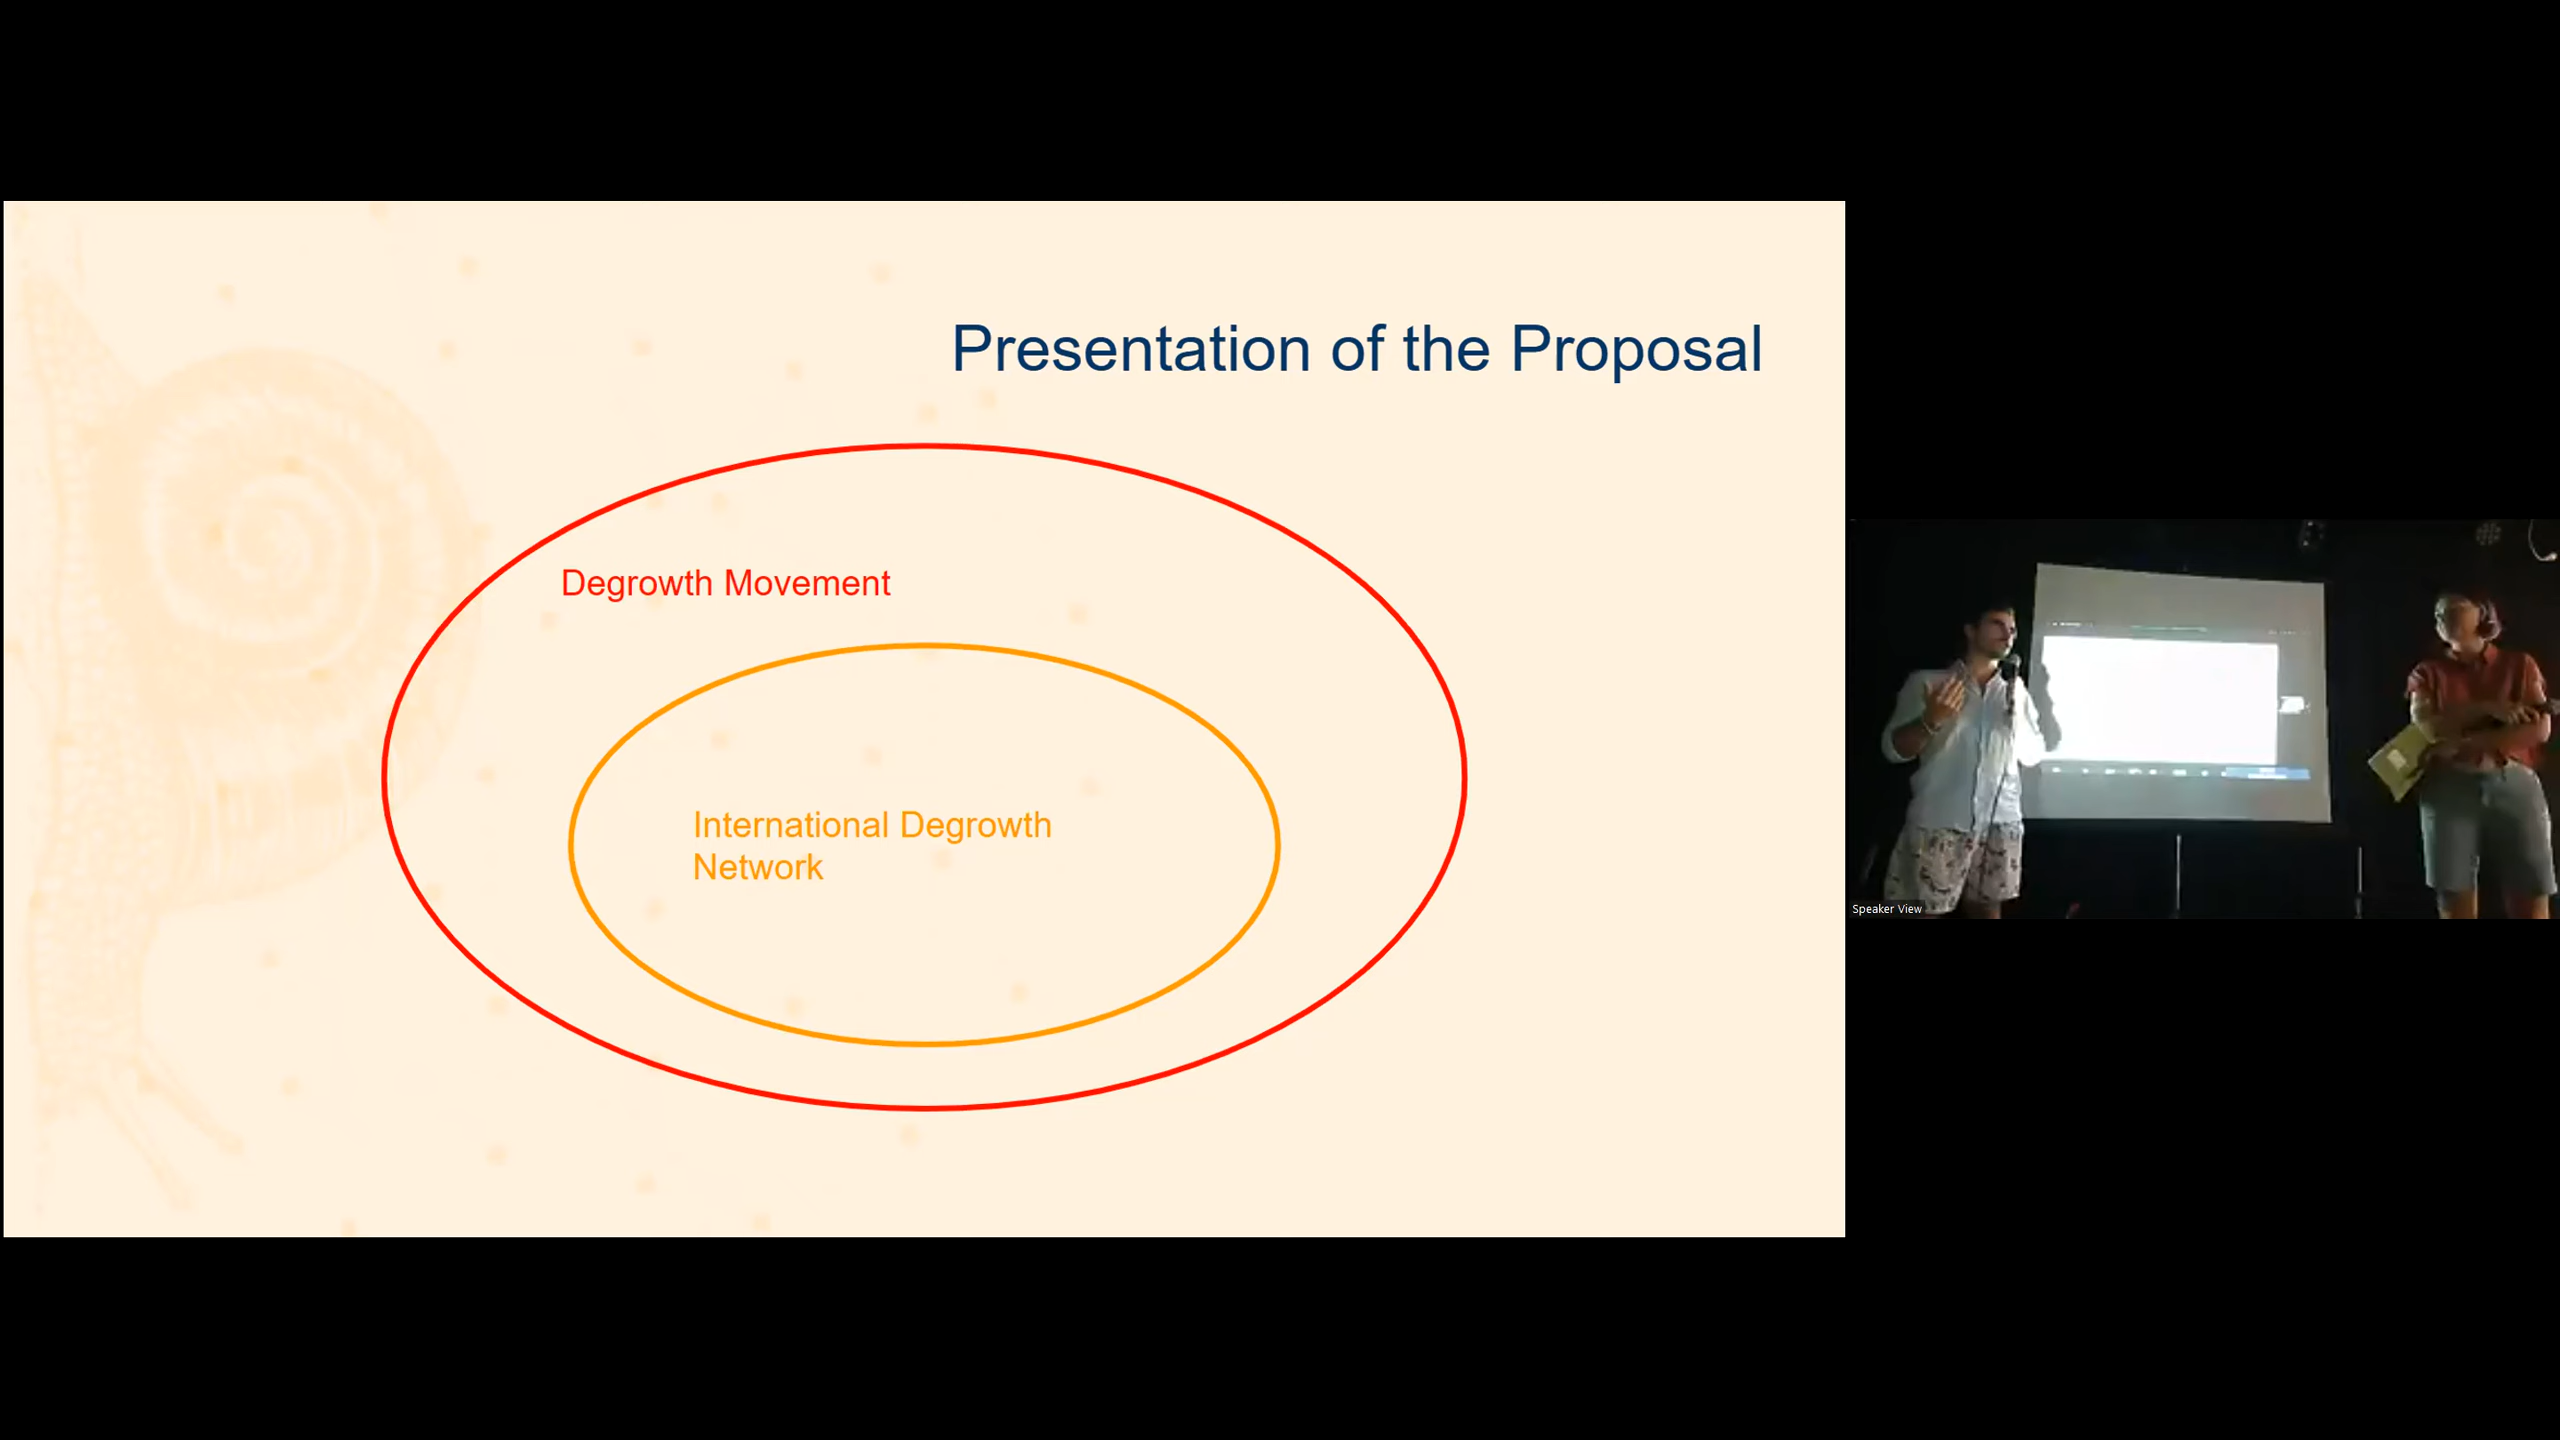 Presentation of the Proposal
Degrowth Movement
International Degrowth
Network
Speaker View